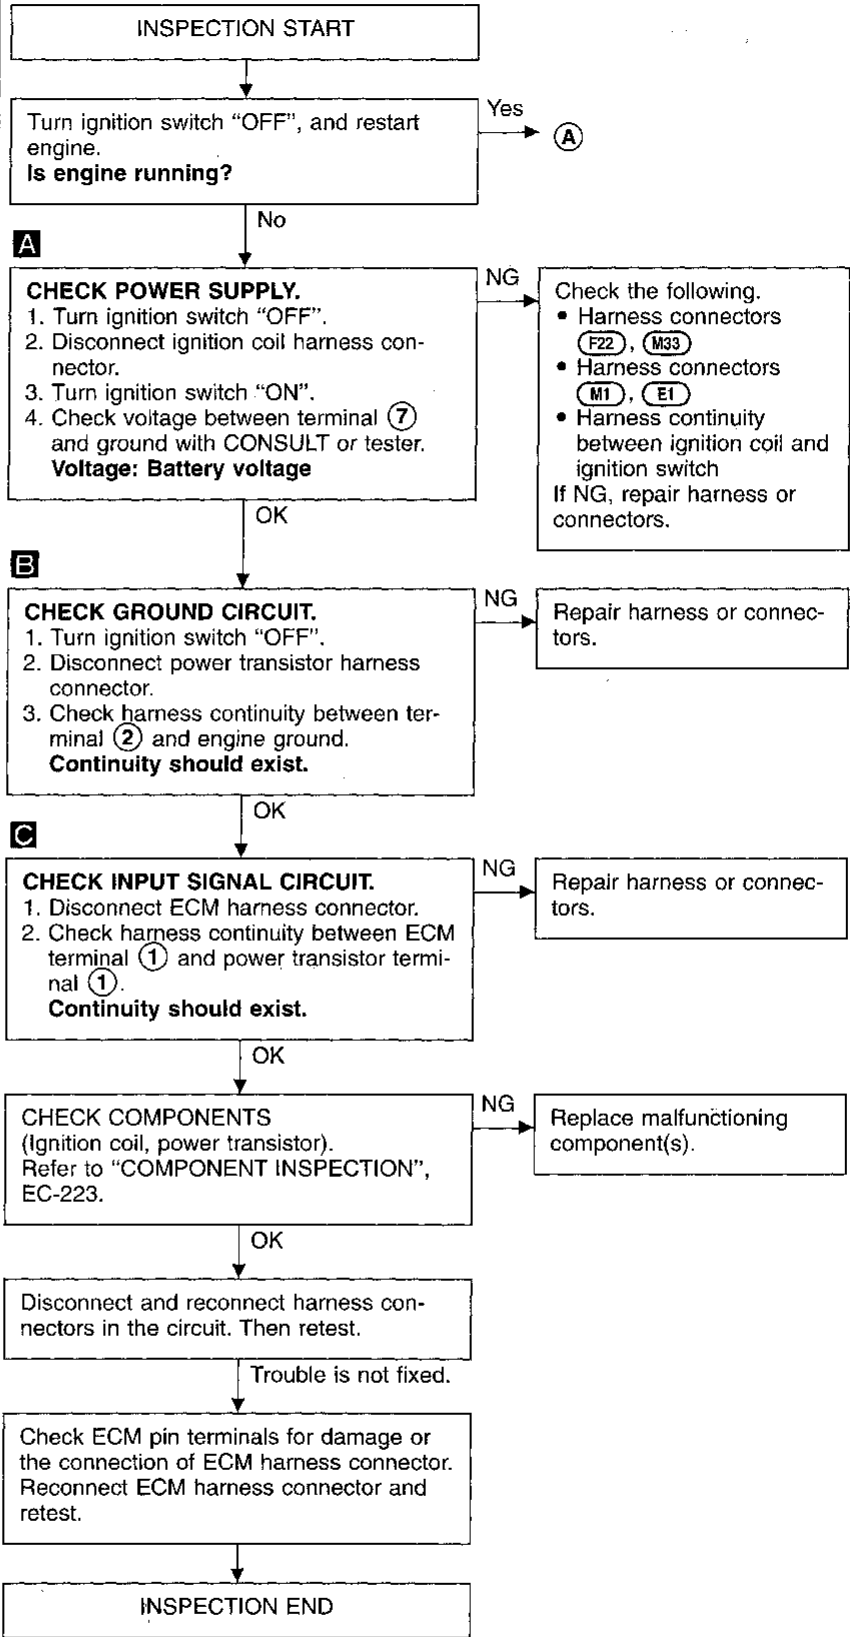 INSPECTION START
Turn ignition switch “OFF”, and restart
engine.
Is engine running?
Yes
A
No
A
CHECK POWER SUPPLY.
1. Turn ignition switch “OFF”.
2. Disconnect ignition coil harness con-
nector.
3. Turn ignition switch “ON”.
4. Check voltage between terminal 7
and ground with CONSULT or tester.
Voltage: Battery voltage
NG
Check the following.
• Harness connectors
F22, M33
• Harness connectors
M1, E1
• Harness continuity
between ignition coil and
ignition switch
If NG, repair harness or
connectors.
OK
B
CHECK GROUND CIRCUIT.
1. Turn ignition switch “OFF”.
2. Disconnect power transistor harness
connector.
3. Check harness continuity between ter-
minal 2 and engine ground.
Continuity should exist.
NG
Repair harness or connec-
tors.
OK
C
CHECK INPUT SIGNAL CIRCUIT.
1. Disconnect ECM harness connector.
2. Check harness continuity between ECM
terminal 1 and power transistor termi-
nal 1.
Continuity should exist.
NG
Repair harness or connec-
tors.
OK
CHECK COMPONENTS
(Ignition coil, power transistor).
Refer to “COMPONENT INSPECTION”,
EC-223.
NG
Replace malfunctioning
component(s).
OK
Disconnect and reconnect harness con-
nectors in the circuit. Then retest.
Trouble is not fixed.
Check ECM pin terminals for damage or
the connection of ECM harness connector.
Reconnect ECM harness connector and
retest.
INSPECTION END